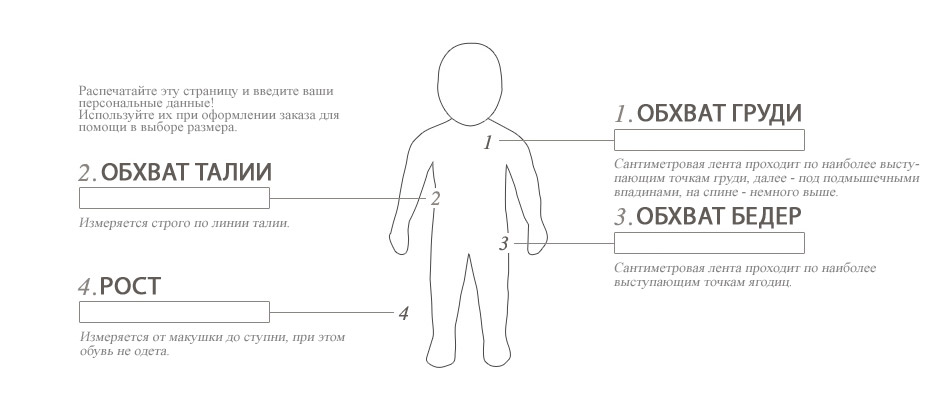 Распечатайте эту страницу и введите ваши
персональные данные!
Используйте их при оформлении заказа для
помощи в выборе размера.
2. ОБХВАТ ТАЛИИ
Измеряется строго по линии талии.
4. РОСТ
Измеряется от макушки до ступни, при этом
обувь не одета.
1
2
3
4
1. ОБХВАТ ГРУДИ
Сантиметровая лента проходит по наиболее высту-
пающим точкам груди, далее - под подмышечными
впадинами, на спине - немного выше.
3. ОБХВАТ БЕДЕР
Сантиметровая лента проходит по наиболее
выступающим точкам ягодиц.